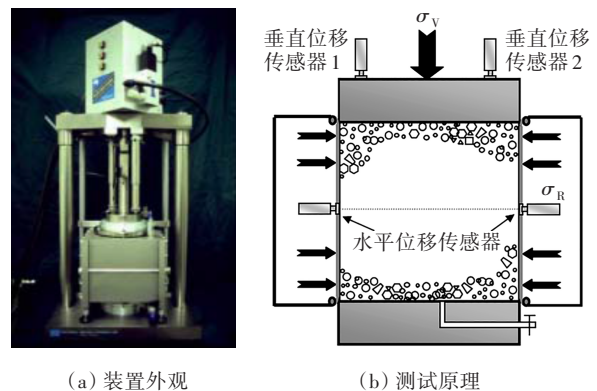 垂直位移
传感器1
σV
垂直位移
传感器2
σR
水平位移传感器
(a) 装置外观
(b) 测试原理